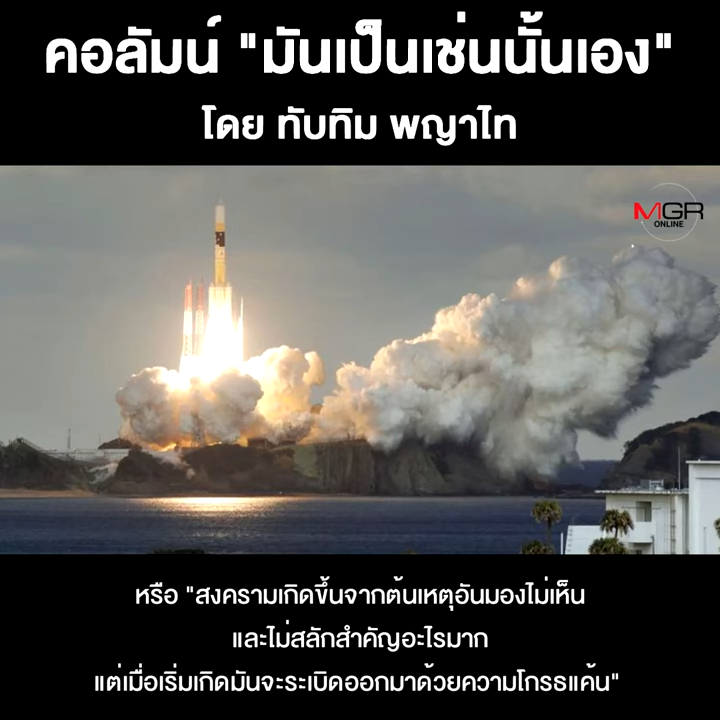 คอลัมน์ "มันเป็นเช่นนั้นเอง"
โดย ทับทิม พญาไท
MGR
ONLINE
หรือ "สงครามเกิดขึ้นจากต้นเหตุอันมองไม่เห็น
และไม่สลักสำคัญอะไรมาก
แต่เมื่อเริ่มเกิดมันจะระเบิดออกมาด้วยความโกรธแค้น"